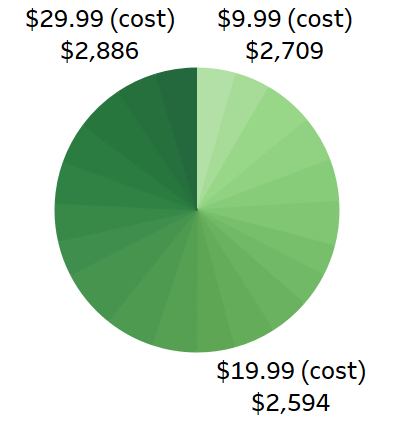 $29.99 (cost)
$2,886
$9.99 (cost)
$2,709
$19.99 (cost)
$2,594